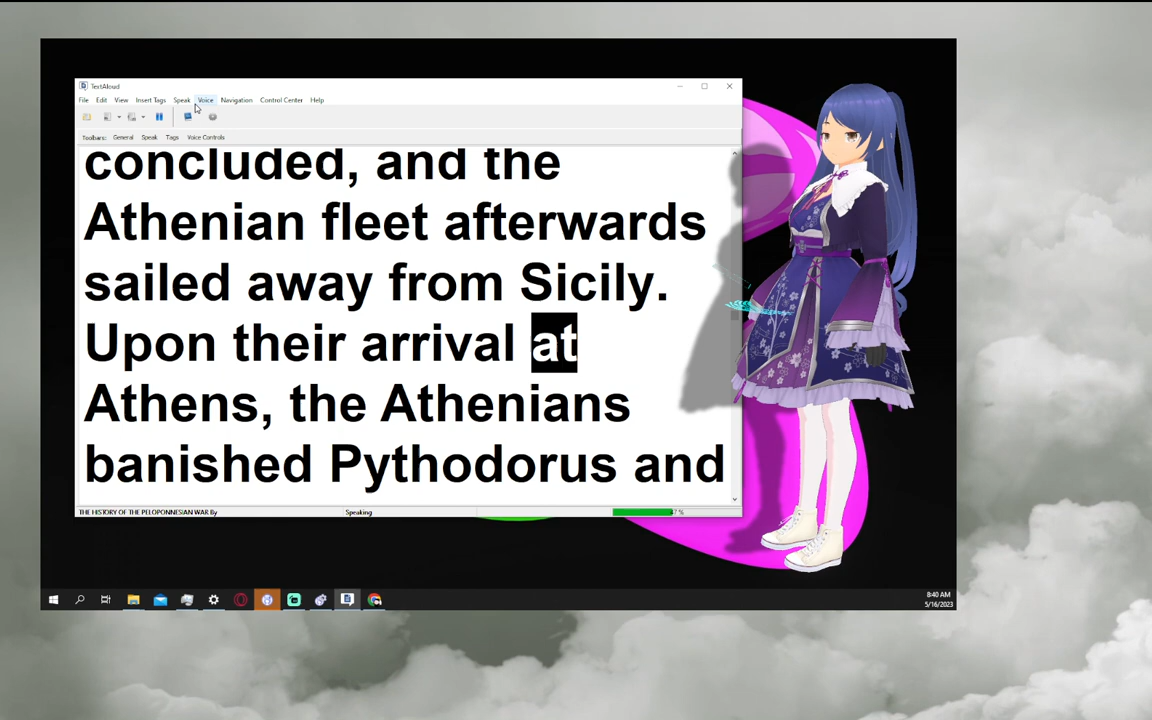 TextAloud
File Edit View Insert Tags Speak Voice Navigation Control Center Help
Toolbars: General Speak Tags Voice Controls
concluded, and the
Athenian fleet afterwards
sailed away from Sicily.
Upon their arrival at
Athens, the Athenians
banished Pythodorus and
THE HISTORY OF THE PELOPONNESIAN WAR By Speaking 47 %
8:40 AM
5/16/2023